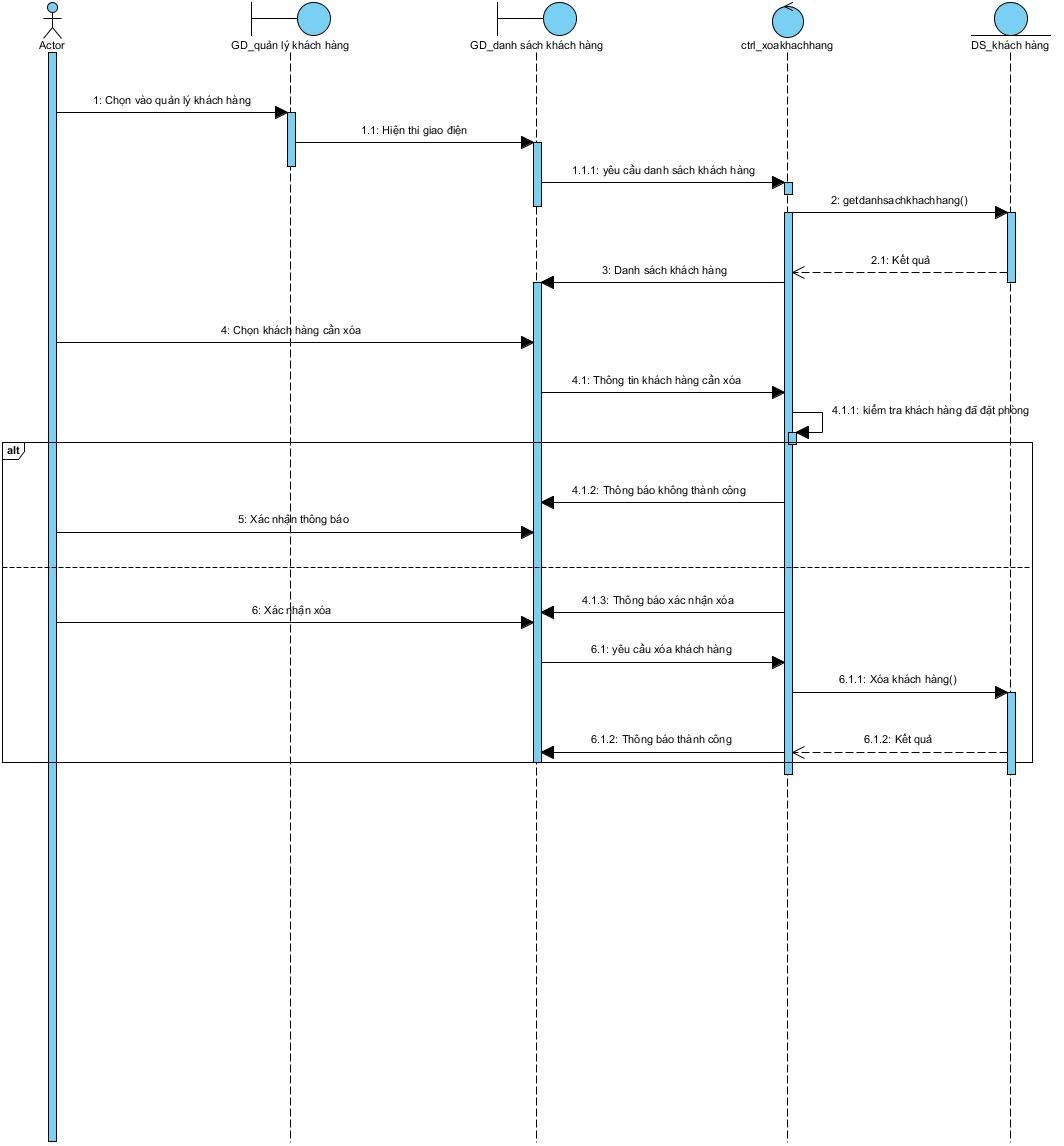 Actor
GD_quản lý khách hàng
GD_danh sách khách hàng
ctrl_xoakhachhang
DS_khách hàng
1: Chọn vào quản lý khách hàng
1.1: Hiện thi giao điện
1.1.1: yêu cầu danh sách khách hàng
2: getdanhsachkhachhang()
2.1: Kết quả
3: Danh sách khách hàng
4: Chọn khách hàng cần xóa
4.1: Thông tin khách hàng cần xóa
4.1.1: kiểm tra khách hàng đã đặt phòng
alt
4.1.2: Thông báo không thành công
5: Xác nhận thông báo
4.1.3: Thông báo xác nhận xóa
6: Xác nhận xóa
6.1: yêu cầu xóa khách hàng
6.1.1: Xóa khách hàng()
6.1.2: Thông báo thành công
6.1.2: Kết quả